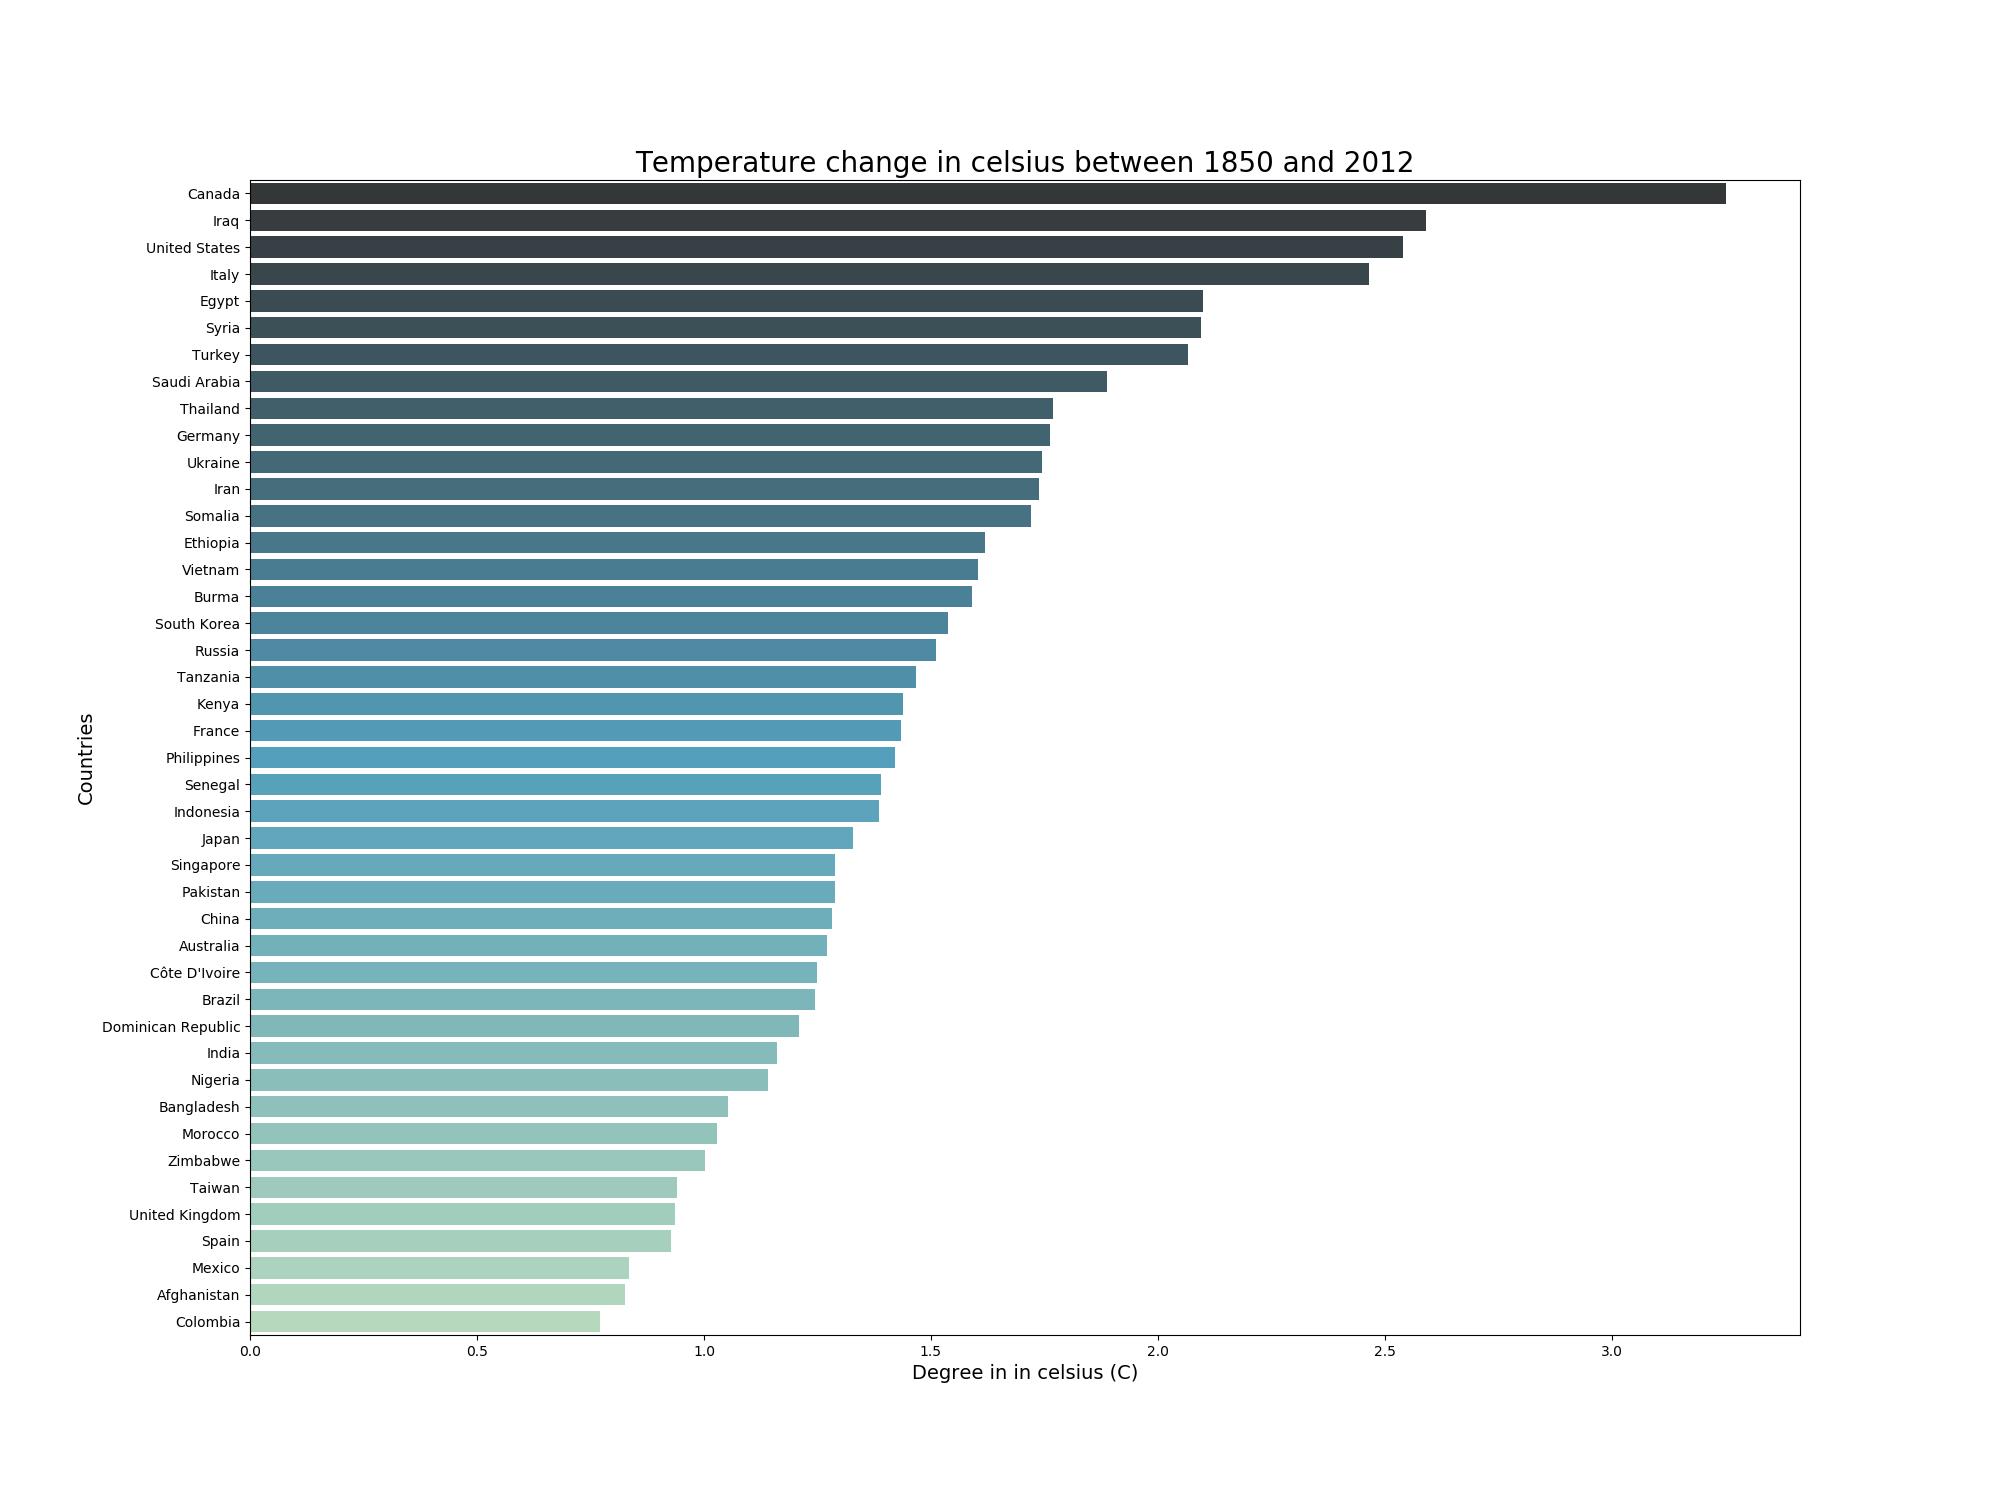 Temperature change in celsius between 1850 and 2012
Canada
Iraq
United States
Italy
Egypt
Syria
Turkey
Saudi Arabia
Thailand
Germany
Ukraine
Iran
Somalia
Ethiopia
Vietnam
Burma
South Korea
Russia
Tanzania
Kenya
France
Philippines
Senegal
Indonesia
Japan
Singapore
Pakistan
China
Australia
Côte D'Ivoire
Brazil
Dominican Republic
India
Nigeria
Bangladesh
Morocco
Zimbabwe
Taiwan
United Kingdom
Spain
Mexico
Afghanistan
Colombia
Countries
0.0 0.5 1.0 1.5 2.0 2.5 3.0
Degree in in celsius (C)